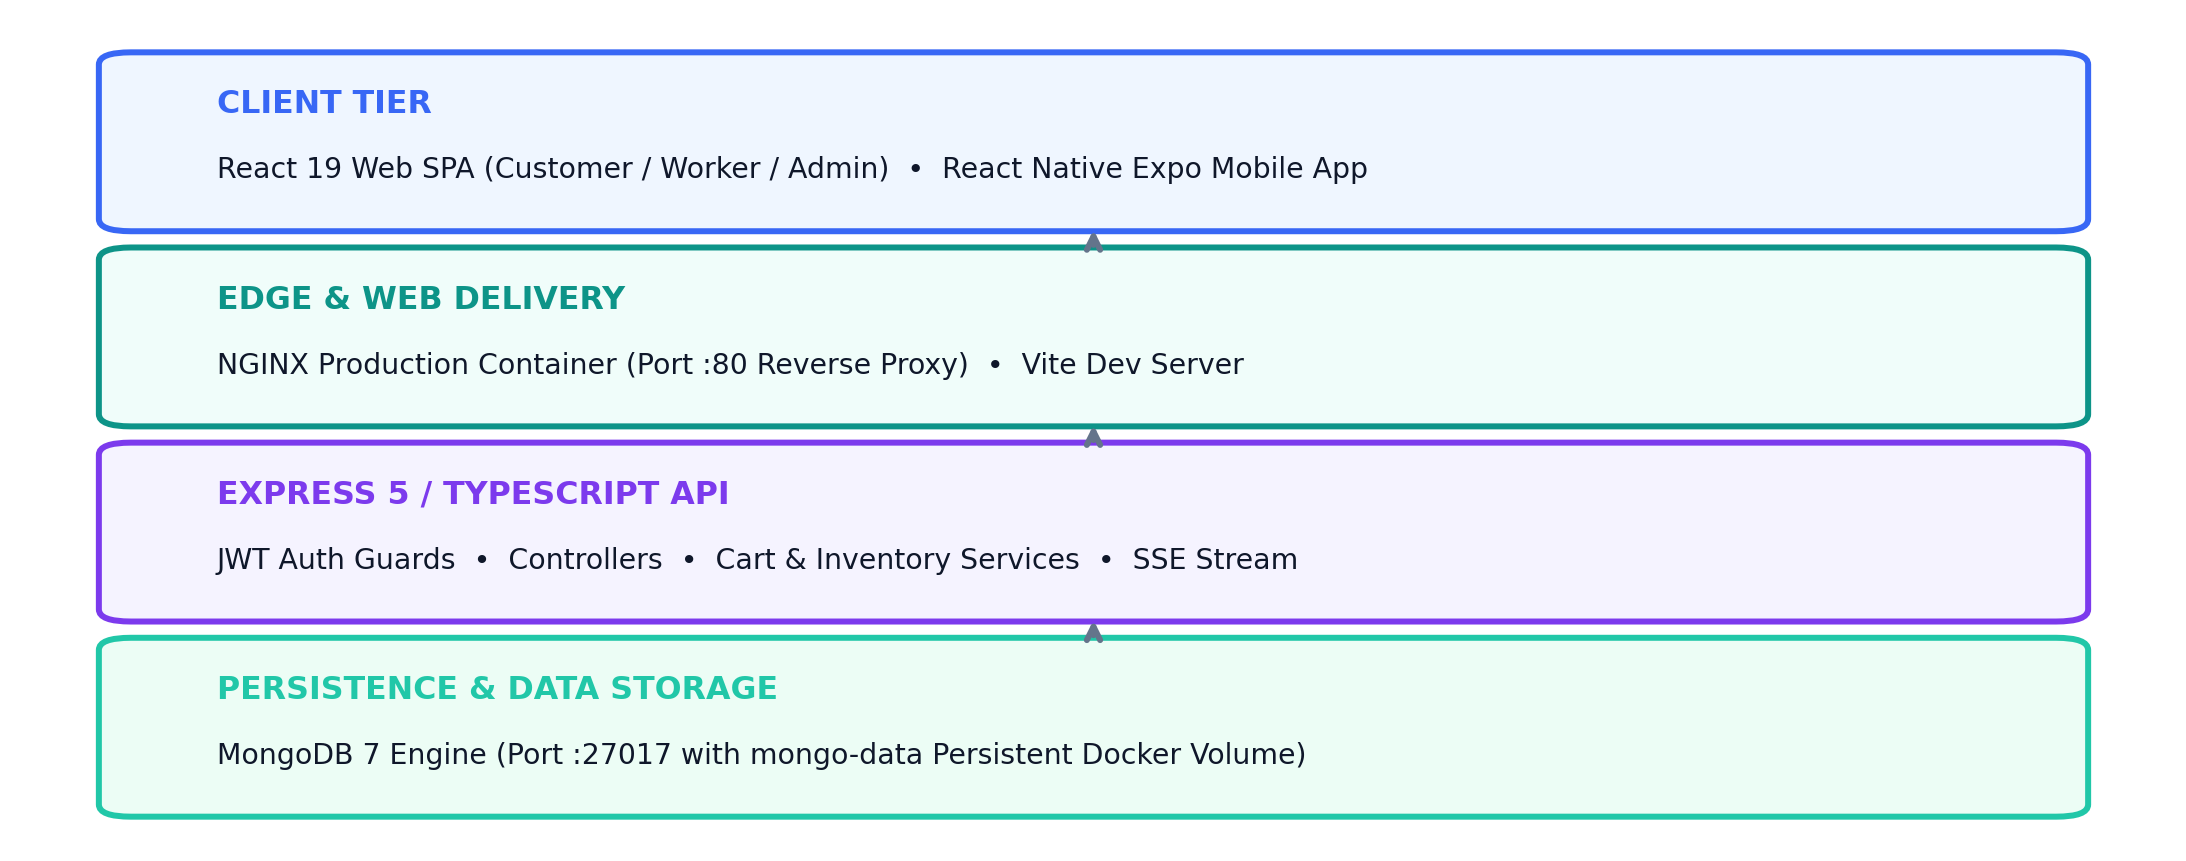 CLIENT TIER
React 19 Web SPA (Customer / Worker / Admin) • React Native Expo Mobile App
EDGE & WEB DELIVERY
NGINX Production Container (Port :80 Reverse Proxy) • Vite Dev Server
EXPRESS 5 / TYPESCRIPT API
JWT Auth Guards • Controllers • Cart & Inventory Services • SSE Stream
PERSISTENCE & DATA STORAGE
MongoDB 7 Engine (Port :27017 with mongo-data Persistent Docker Volume)